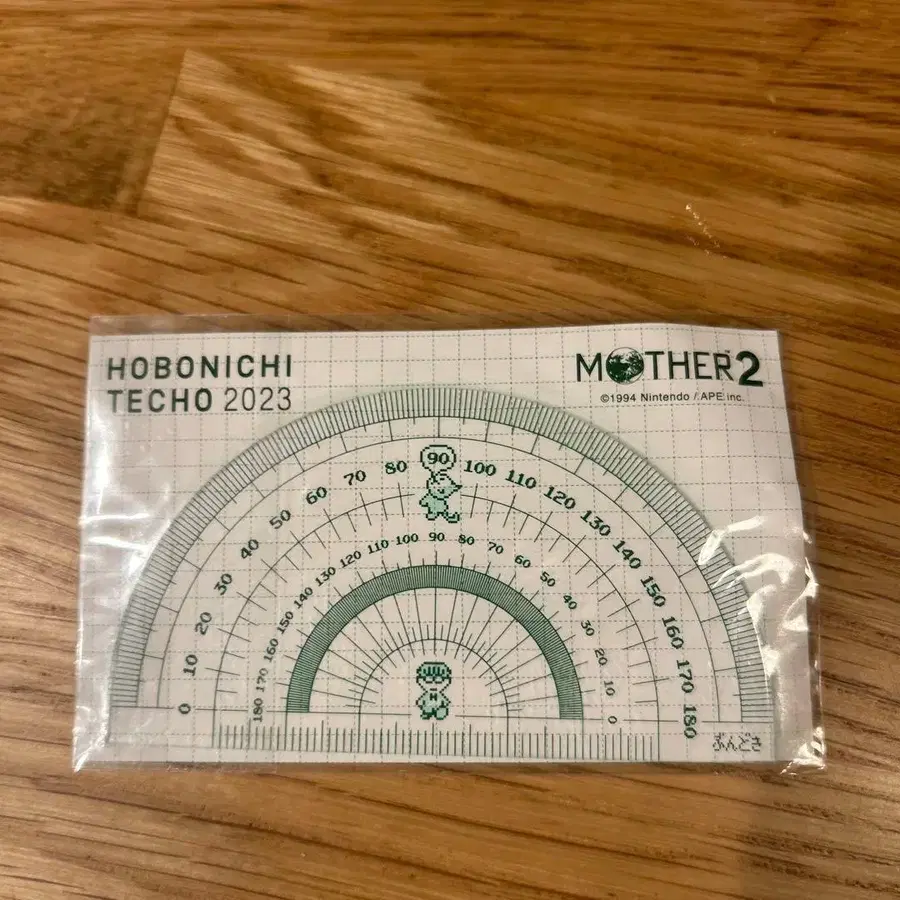 HOBONICHI
TECHO 2023
MOTHER2
©1994 Nintendo / APE inc.
0 10 20 30 40 50 60 70 80 90 100 110 120 130 140 150 160 170 180
180 170 160 150 140 130 120 110 100 90 80 70 60 50 40 30 20 10 0
ぶんどき